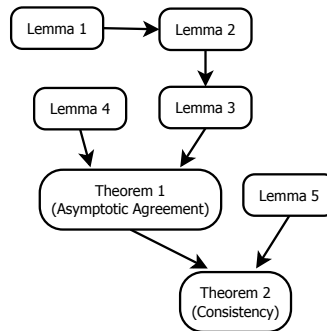 Lemma 1
Lemma 2
Lemma 4
Lemma 3
Theorem 1
(Asymptotic Agreement)
Lemma 5
Theorem 2
(Consistency)